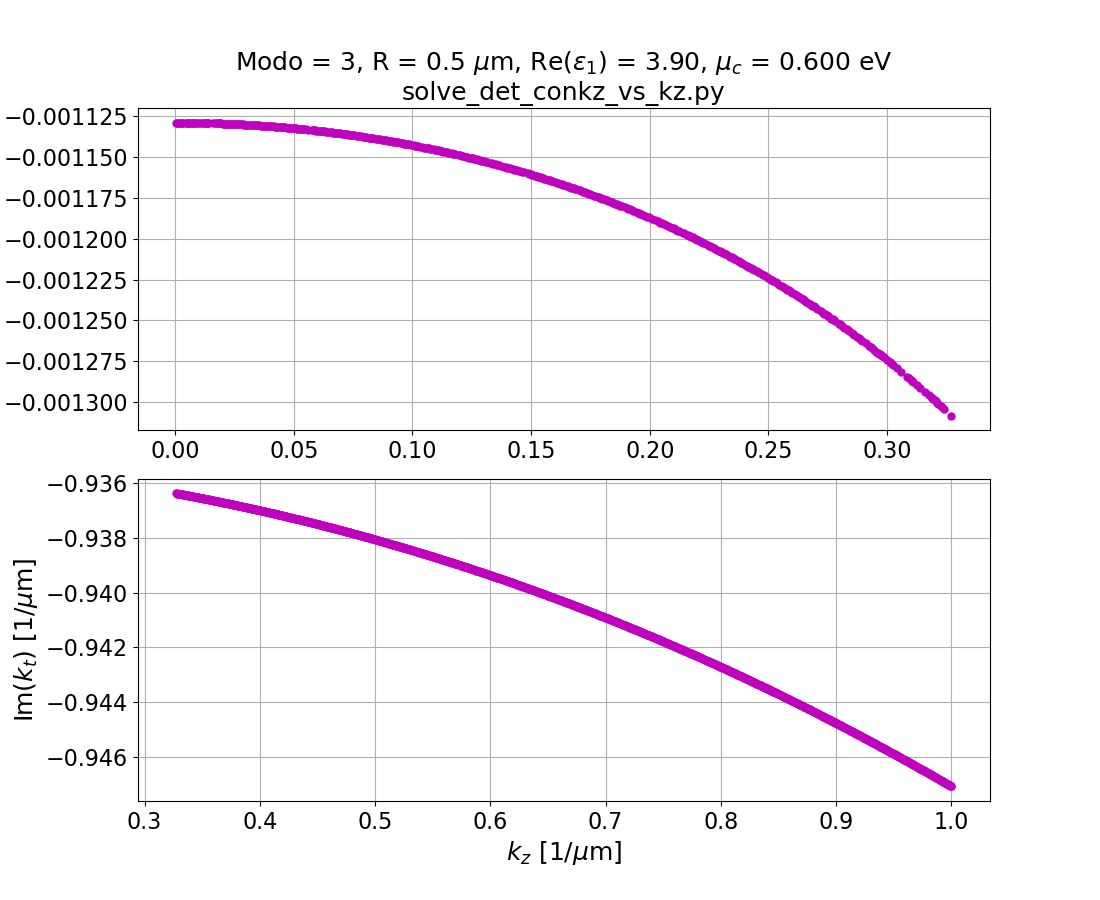 Modo = 3, R = 0.5 μm, Re(ε₁) = 3.90, μ_c = 0.600 eV
solve_det_conkz_vs_kz.py
−0.001125
−0.001150
−0.001175
−0.001200
−0.001225
−0.001250
−0.001275
−0.001300
0.00 0.05 0.10 0.15 0.20 0.25 0.30
−0.936
−0.938
−0.940
−0.942
−0.944
−0.946
Im(k_t) [1/μm]
0.3 0.4 0.5 0.6 0.7 0.8 0.9 1.0
k_z [1/μm]